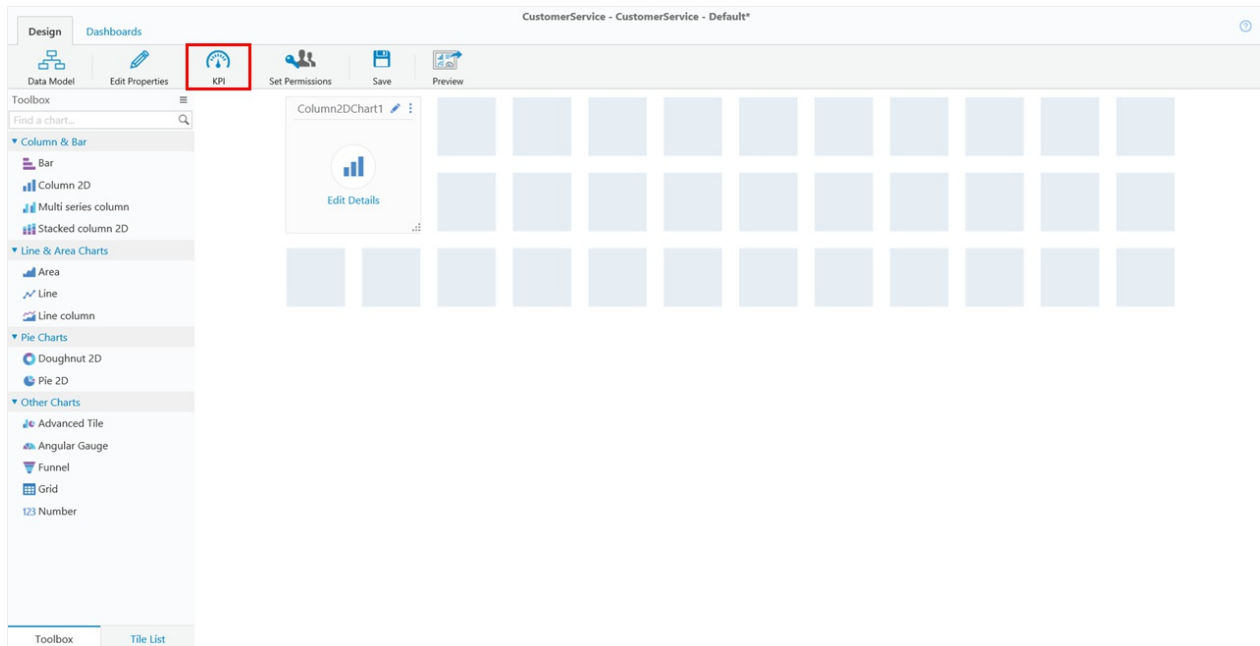 CustomerService - CustomerService - Default*
Design Dashboards
Data Model Edit Properties KPI Set Permissions Save Preview
Toolbox
Find a chart...
Column & Bar
Bar
Column 2D
Multi series column
Stacked column 2D
Line & Area Charts
Area
Line
Line column
Pie Charts
Doughnut 2D
Pie 2D
Other Charts
Advanced Tile
Angular Gauge
Funnel
Grid
123 Number
Column2DChart1
Edit Details
Toolbox Tile List